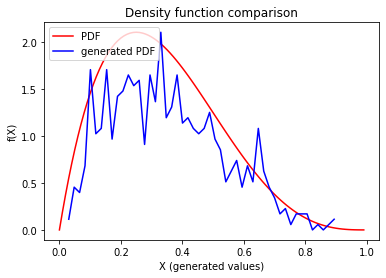 Density function comparison
PDF
generated PDF
f(X)
2.0
1.5
1.0
0.5
0.0
0.0 0.2 0.4 0.6 0.8 1.0
X (generated values)